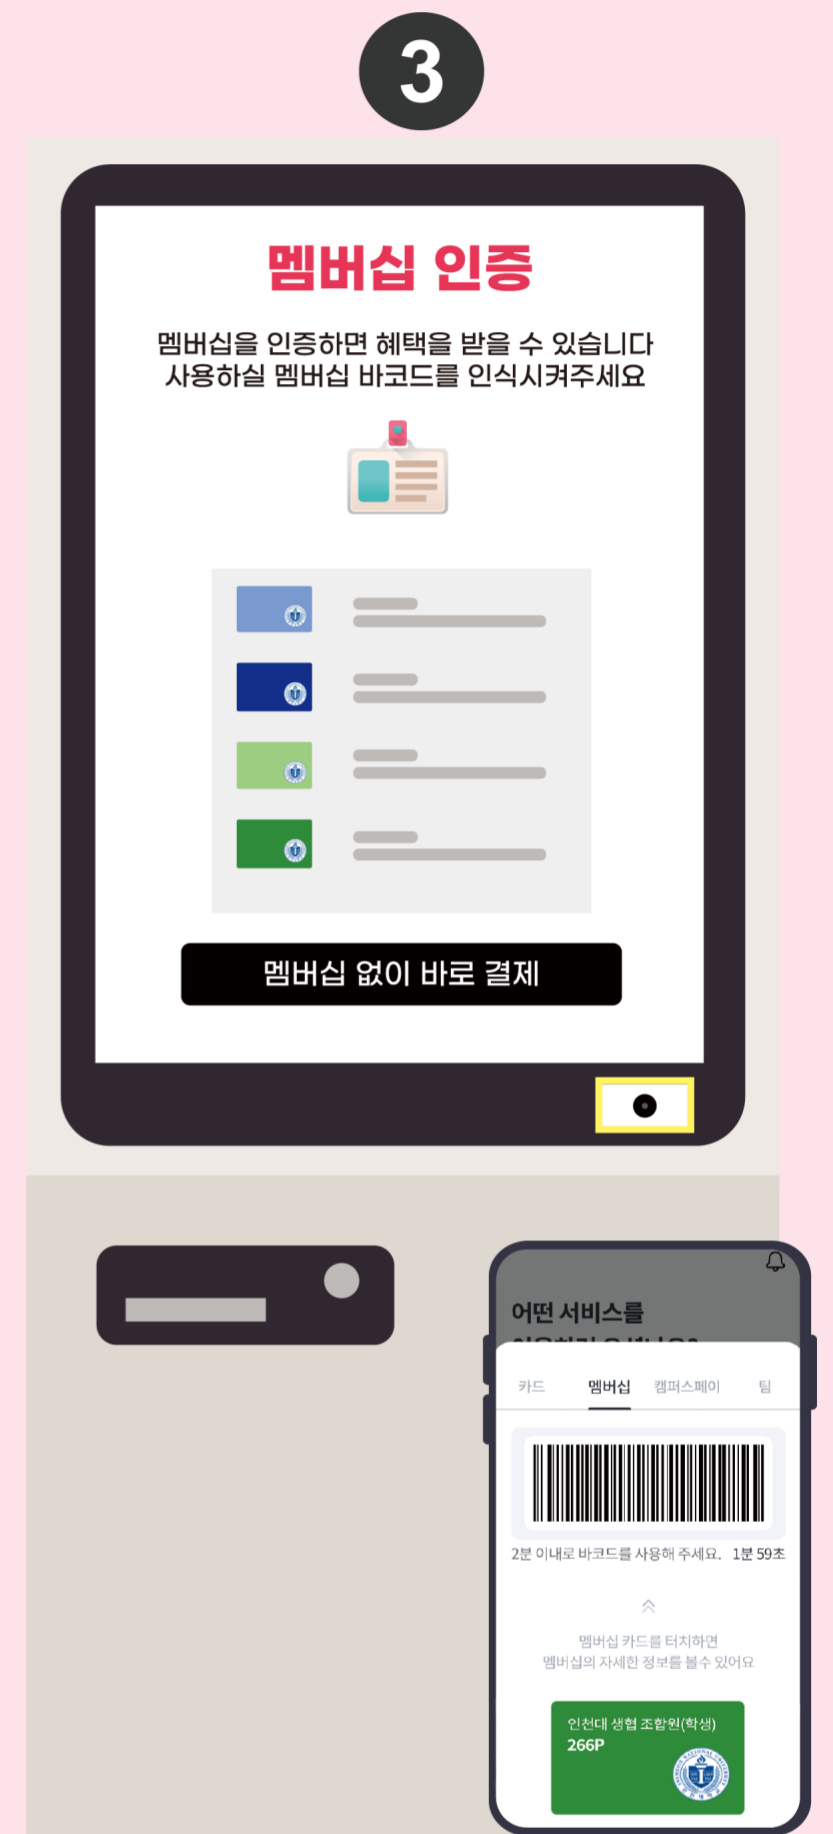 3
멤버십 인증
멤버십을 인증하면 혜택을 받을 수 있습니다
사용하실 멤버십 바코드를 인식시켜주세요
멤버십 없이 바로 결제
어떤 서비스를
카드 멤버십 캠퍼스페이 팀
2분 이내로 바코드를 사용해 주세요. 1분 59초
멤버십 카드를 터치하면
멤버십의 자세한 정보를 볼수 있어요
인천대 생협 조합원(학생)
266P